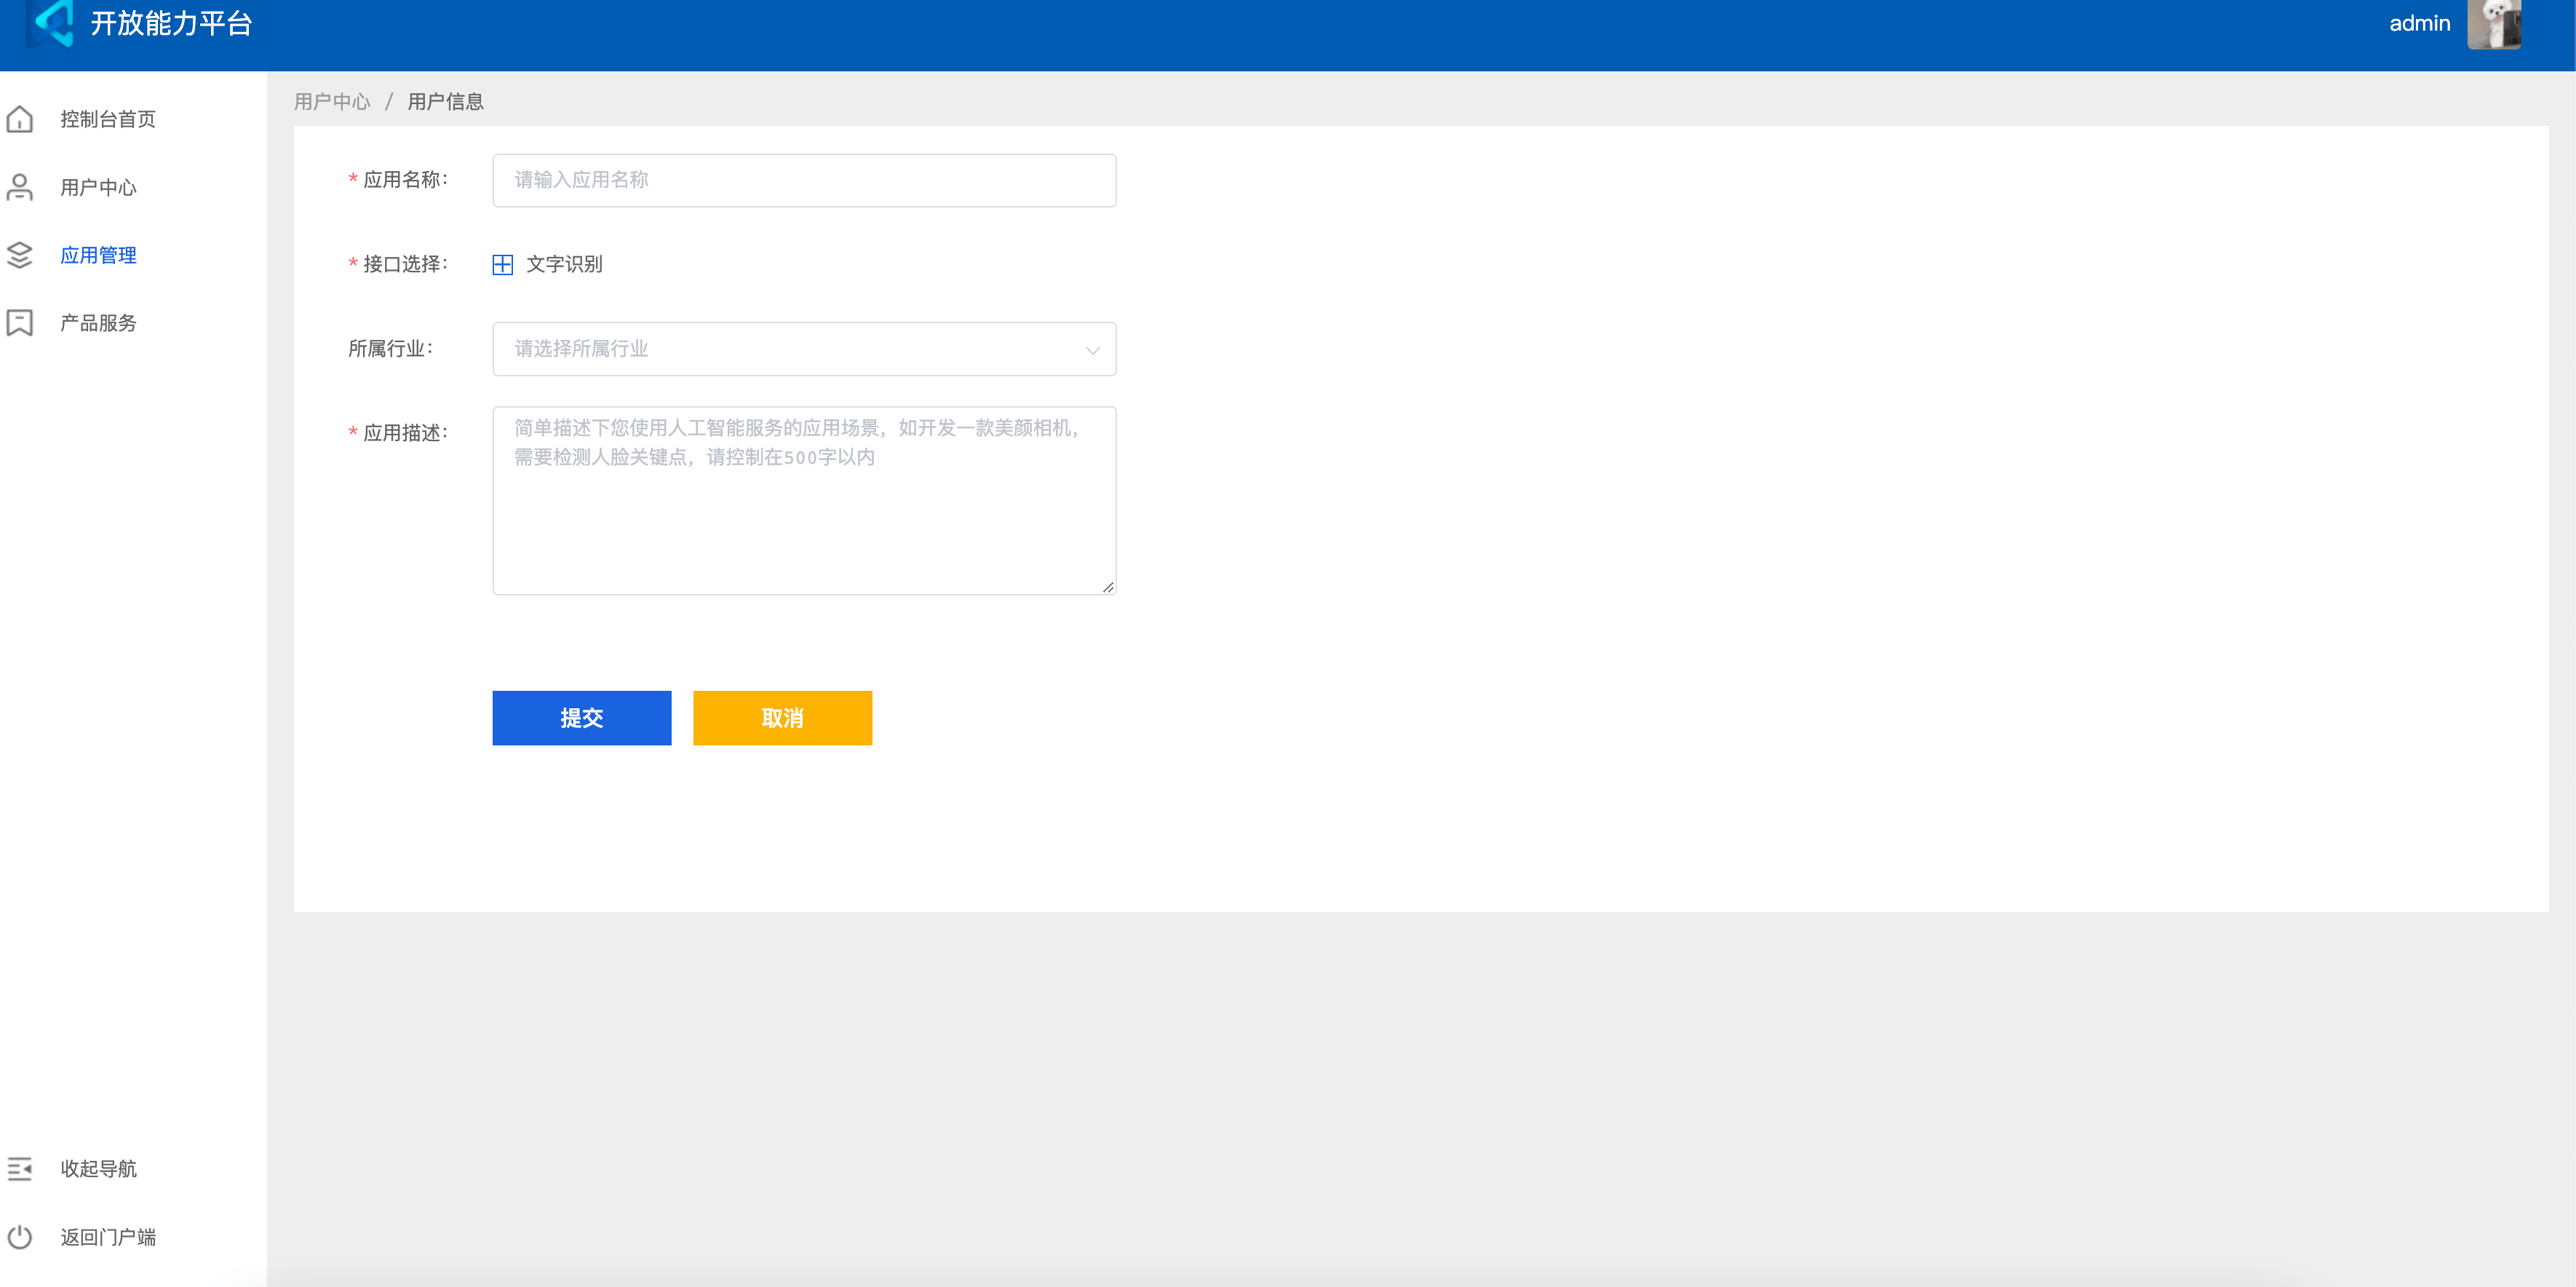 开放能力平台
admin
控制台首页
用户中心
应用管理
产品服务
收起导航
返回门户端
用户中心 / 用户信息
* 应用名称：
请输入应用名称
* 接口选择：
文字识别
所属行业：
请选择所属行业
* 应用描述：
简单描述下您使用人工智能服务的应用场景，如开发一款美颜相机，
需要检测人脸关键点，请控制在500字以内
提交
取消